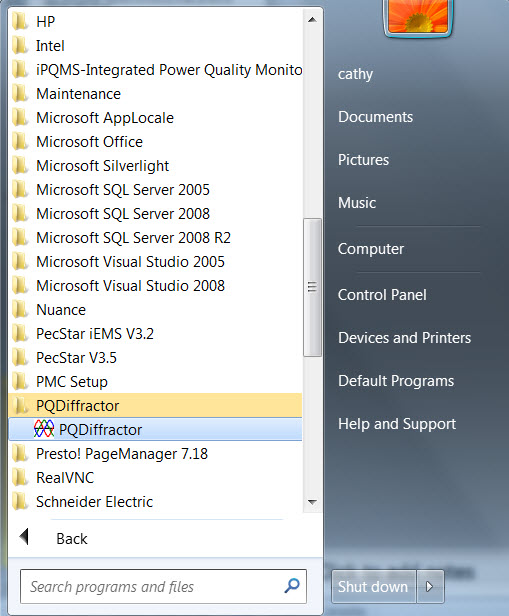 HP
Intel
iPQMS-Integrated Power Quality Monito
Maintenance
Microsoft AppLocale
Microsoft Office
Microsoft Silverlight
Microsoft SQL Server 2005
Microsoft SQL Server 2008
Microsoft SQL Server 2008 R2
Microsoft Visual Studio 2005
Microsoft Visual Studio 2008
Nuance
PecStar iEMS V3.2
PecStar V3.5
PMC Setup
PQDiffractor
PQDiffractor
Presto! PageManager 7.18
RealVNC
Schneider Electric
Back
Search programs and files
cathy
Documents
Pictures
Music
Computer
Control Panel
Devices and Printers
Default Programs
Help and Support
to add notes
Shut down